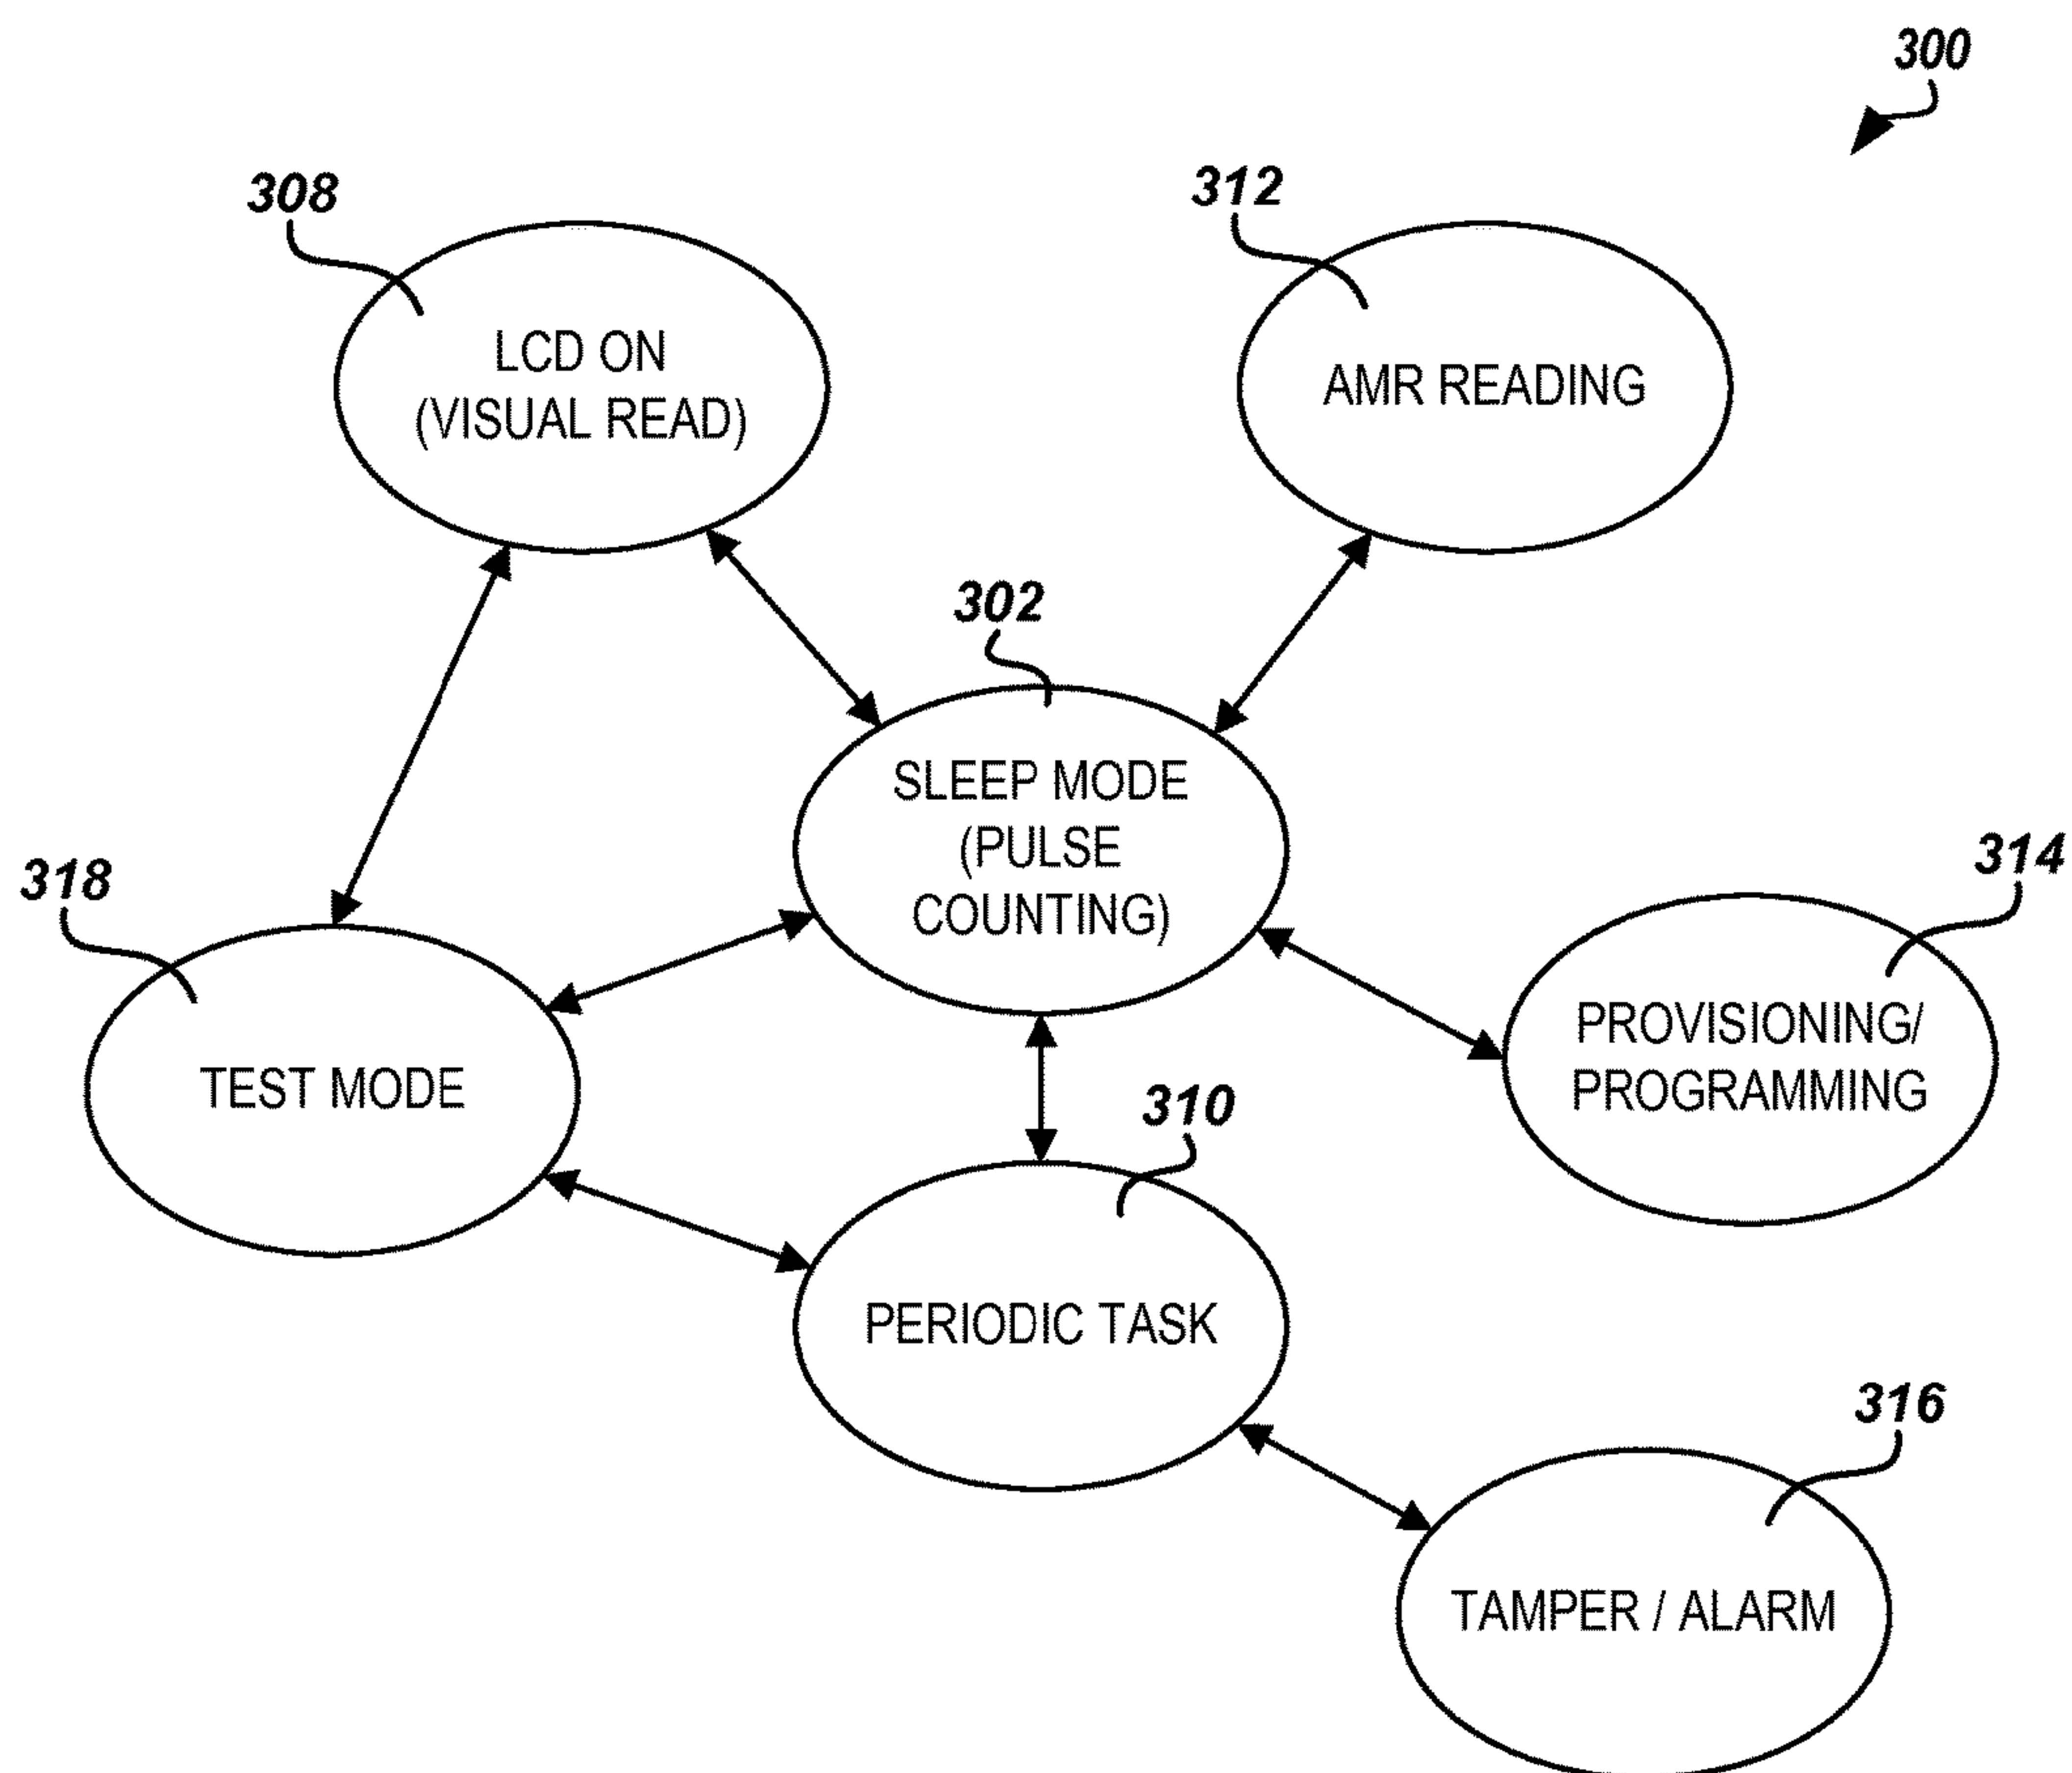 300
308
312
LCD ON
(VISUAL READ)
AMR READING
302
SLEEP MODE
(PULSE
COUNTING)
318
314
TEST MODE
PROVISIONING/
PROGRAMMING
310
PERIODIC TASK
316
TAMPER / ALARM